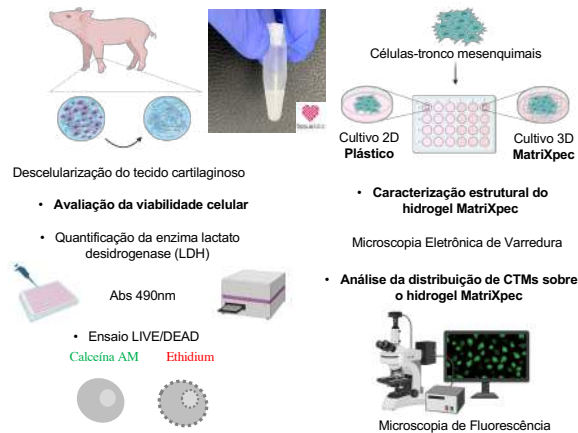 Descelularização do tecido cartilaginoso
• Avaliação da viabilidade celular
• Quantificação da enzima lactato
desidrogenase (LDH)
Abs 490nm
• Ensaio LIVE/DEAD
Calceína AM Ethidium
Células-tronco mesenquimais
Cultivo 2D
Plástico
Cultivo 3D
MatriXpec
• Caracterização estrutural do
hidrogel MatriXpec
Microscopia Eletrônica de Varredura
• Análise da distribuição de CTMs sobre
o hidrogel MatriXpec
Microscopia de Fluorescência